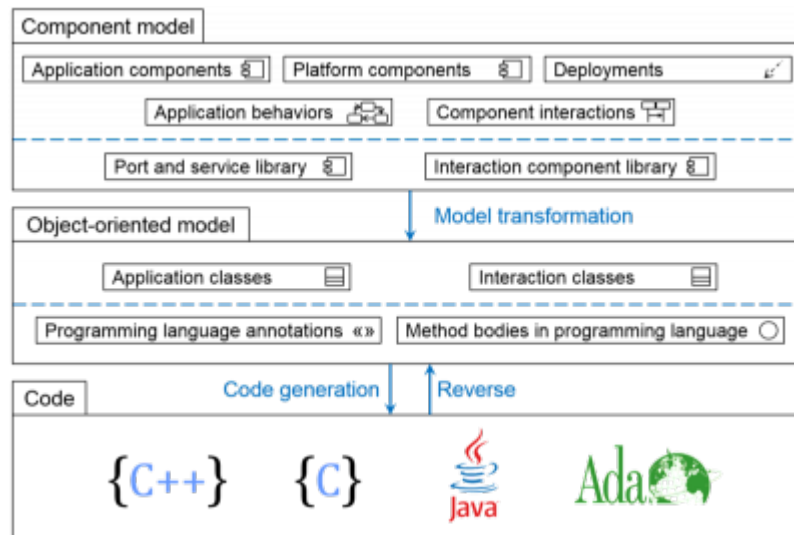 Component model
Application components
Platform components
Deployments
Application behaviors
Component interactions
Port and service library
Interaction component library
Model transformation
Object-oriented model
Application classes
Interaction classes
Programming language annotations «»
Method bodies in programming language
Code generation
Reverse
Code
{C++}
{C}
Java
Ada